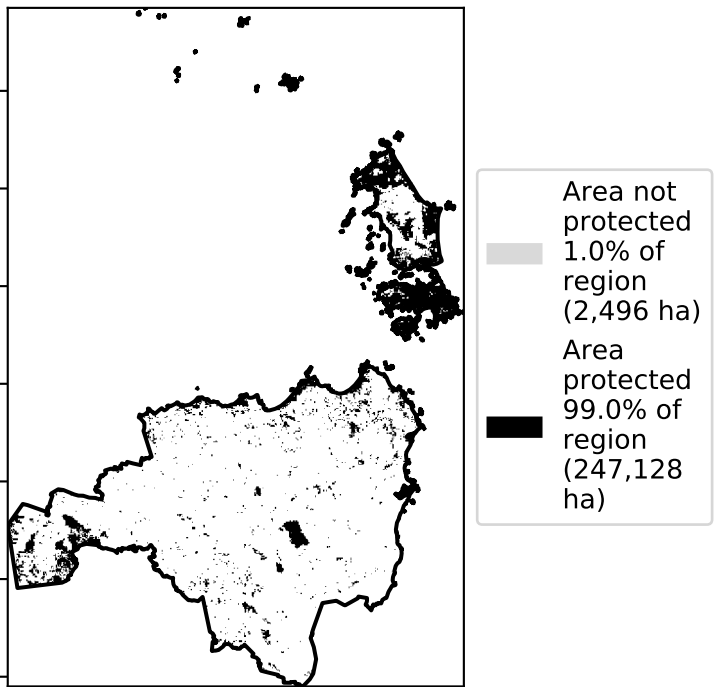 Area not
protected
1.0% of
region
(2,496 ha)
Area
protected
99.0% of
region
(247,128
ha)